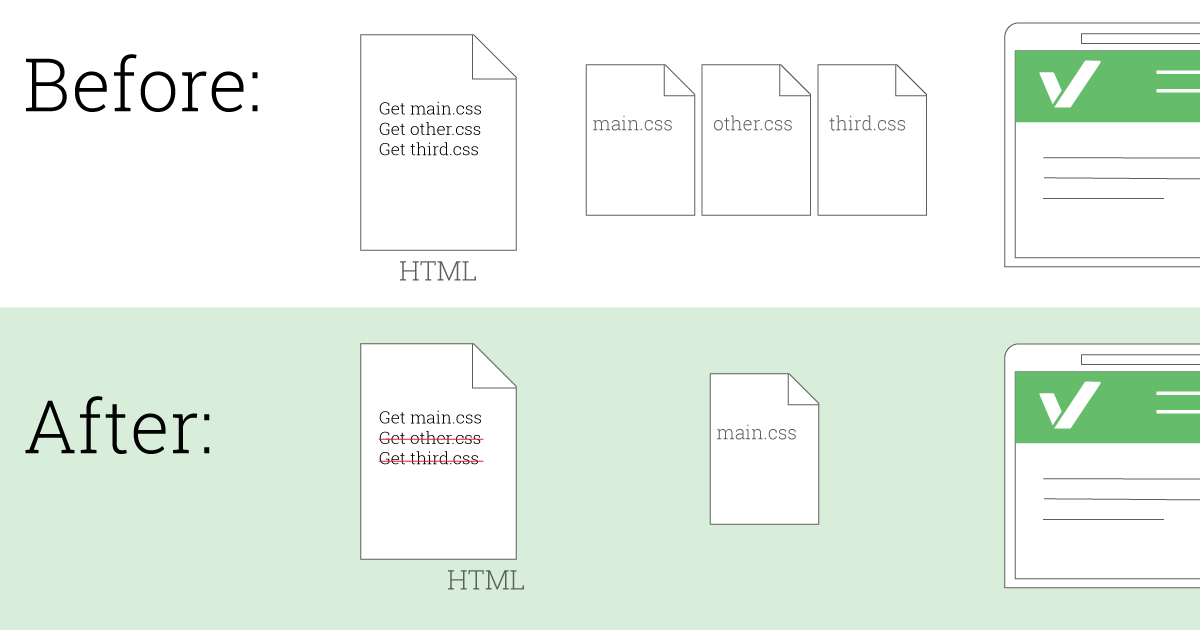 Before:
Get main.css
Get other.css
Get third.css
HTML
main.css
other.css
third.css
After:
Get main.css
Get other.css
Get third.css
HTML
main.css